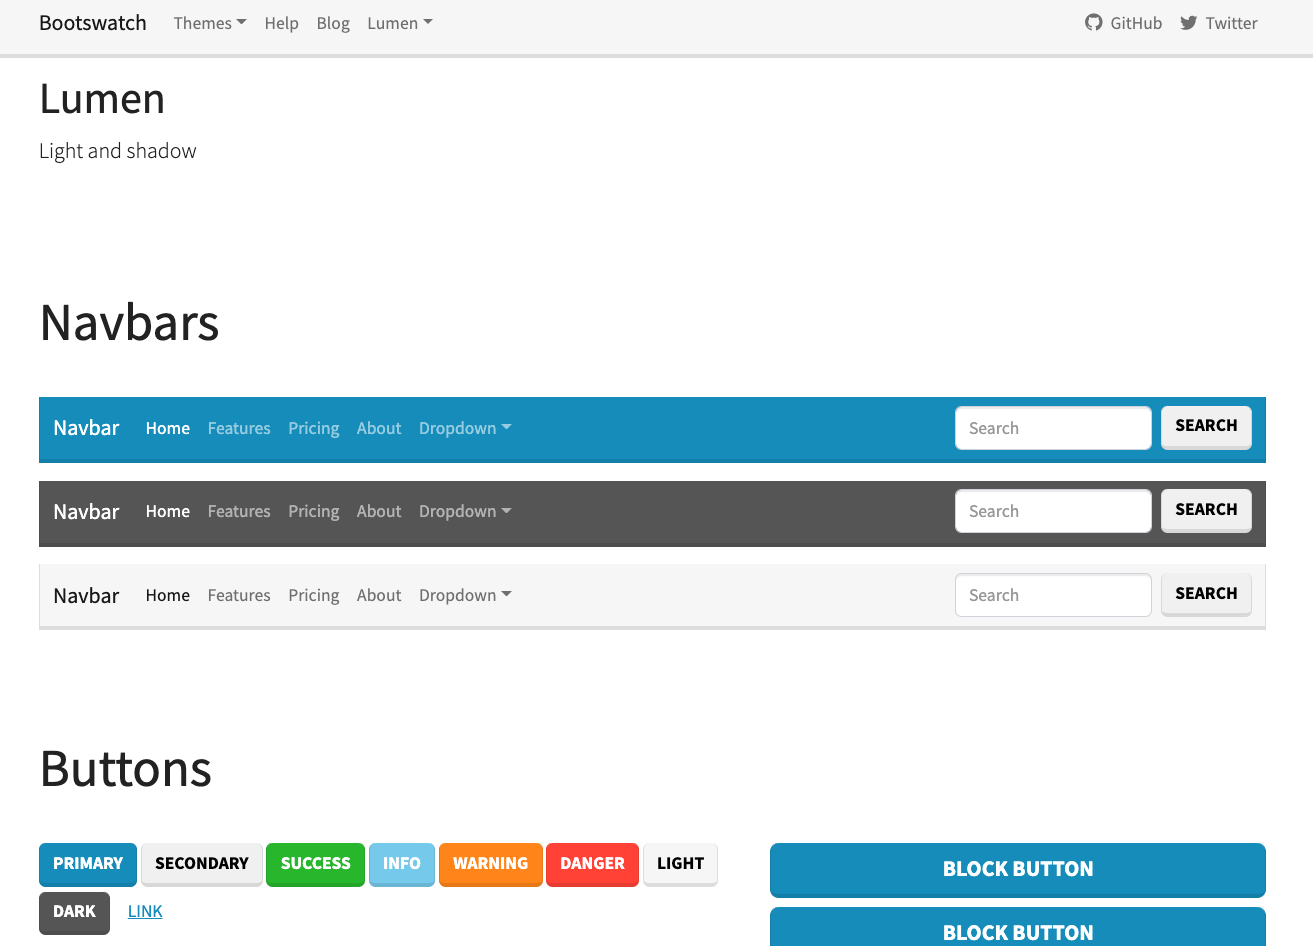 Bootswatch Themes Help Blog Lumen GitHub Twitter
Lumen
Light and shadow
Navbars
Navbar Home Features Pricing About Dropdown Search SEARCH
Navbar Home Features Pricing About Dropdown Search SEARCH
Navbar Home Features Pricing About Dropdown Search SEARCH
Buttons
PRIMARY SECONDARY SUCCESS INFO WARNING DANGER LIGHT
DARK LINK
BLOCK BUTTON
BLOCK BUTTON